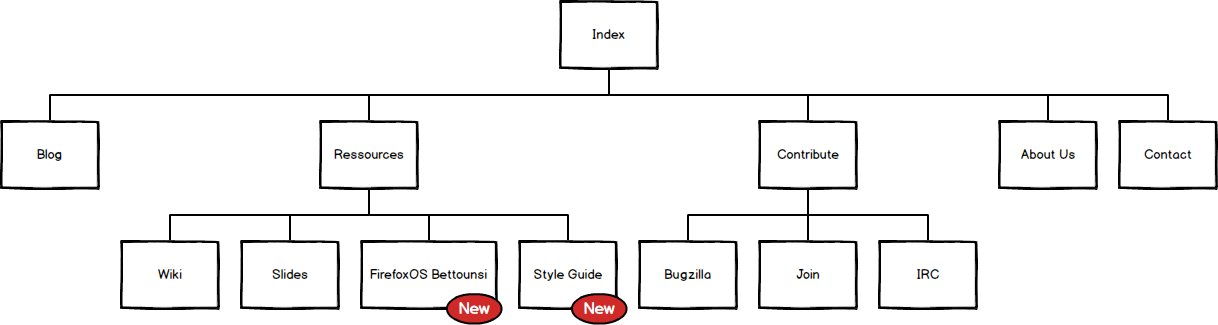 Index
Blog
Ressources
Contribute
About Us
Contact
Wiki
Slides
FirefoxOS Bettounsi
New
Style Guide
New
Bugzilla
Join
IRC